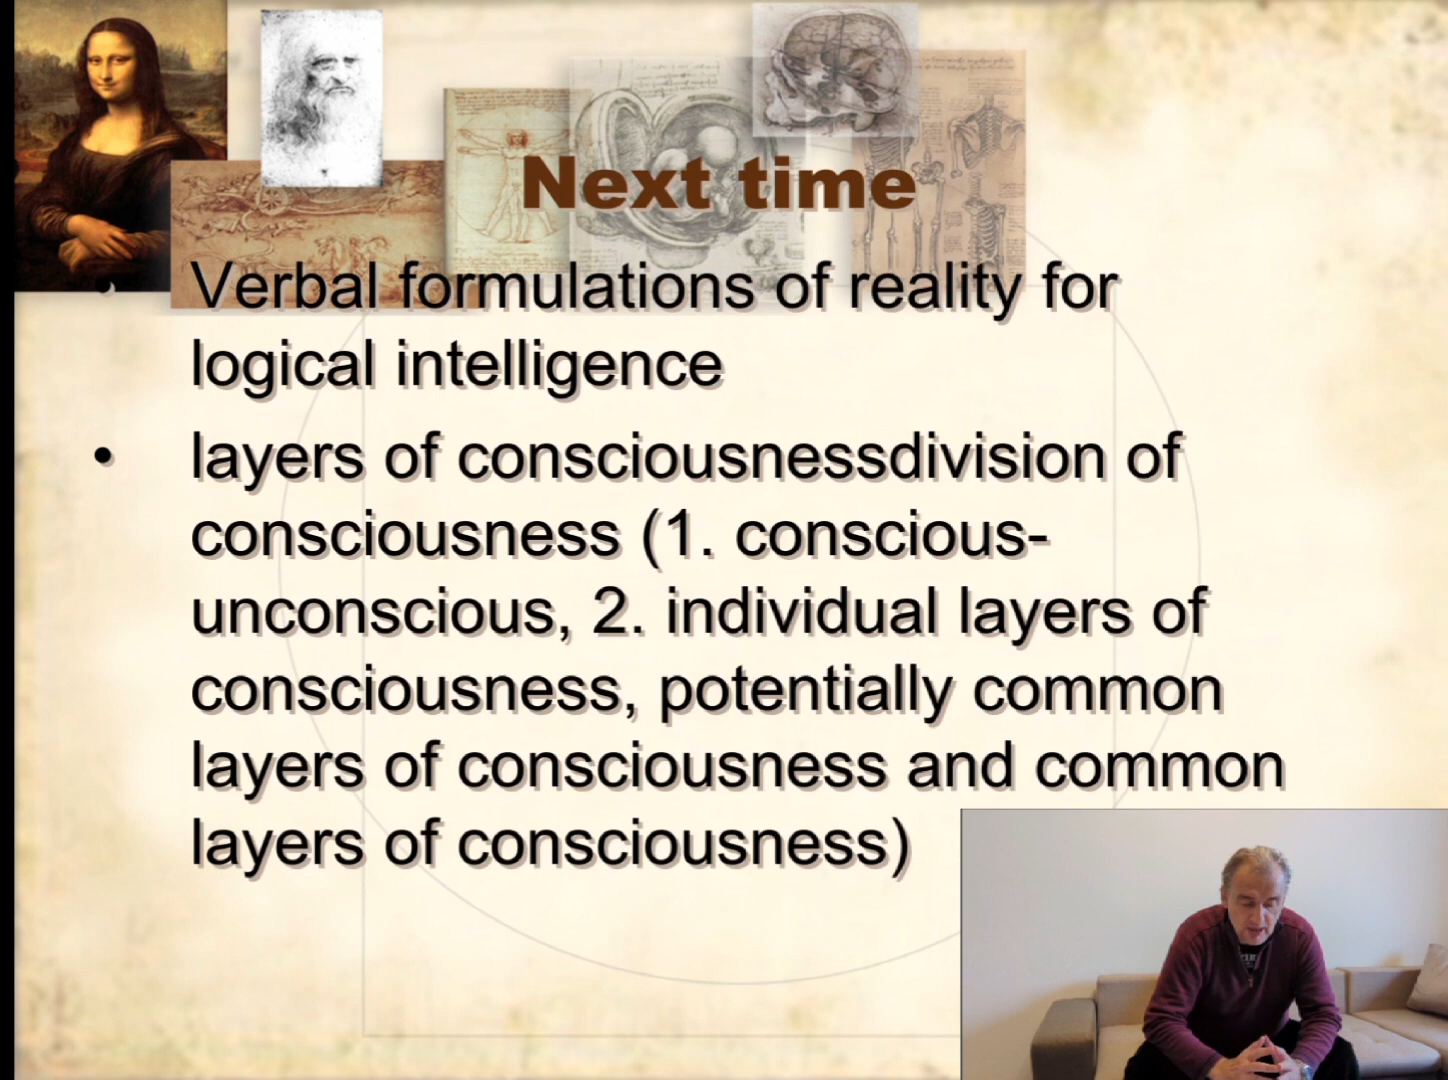 Next time
• Verbal formulations of reality for
logical intelligence
• layers of consciousnessdivision of
consciousness (1. conscious-
unconscious, 2. individual layers of
consciousness, potentially common
layers of consciousness and common
layers of consciousness)